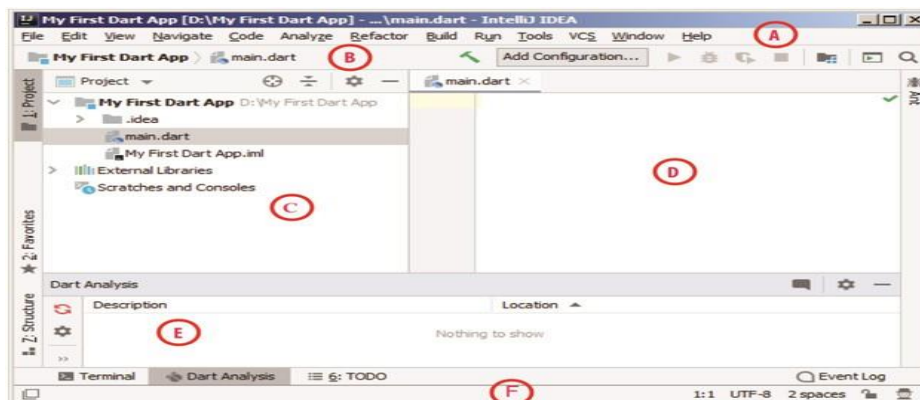 My First Dart App [D:\My First Dart App] - ...\main.dart - IntelliJ IDEA
File Edit View Navigate Code Analyze Refactor Build Run Tools VCS Window Help A
My First Dart App main.dart B Add Configuration...
1: Project
Project
main.dart
Ant
My First Dart App D:\My First Dart App
.idea
main.dart
My First Dart App.iml
External Libraries
Scratches and Consoles
C
D
2: Favorites
Z: Structure
Dart Analysis
Description Location
E
Nothing to show
>>
Terminal Dart Analysis 6: TODO Event Log
F
1:1 UTF-8 2 spaces